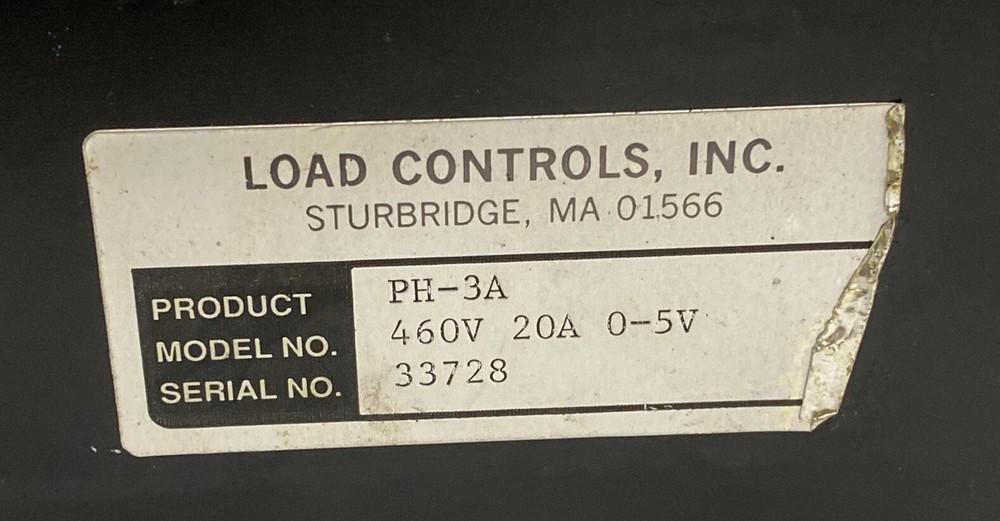 LOAD CONTROLS, INC.
STURBRIDGE, MA 01566
PRODUCT PH-3A
MODEL NO. 460V 20A 0-5V
SERIAL NO. 33728